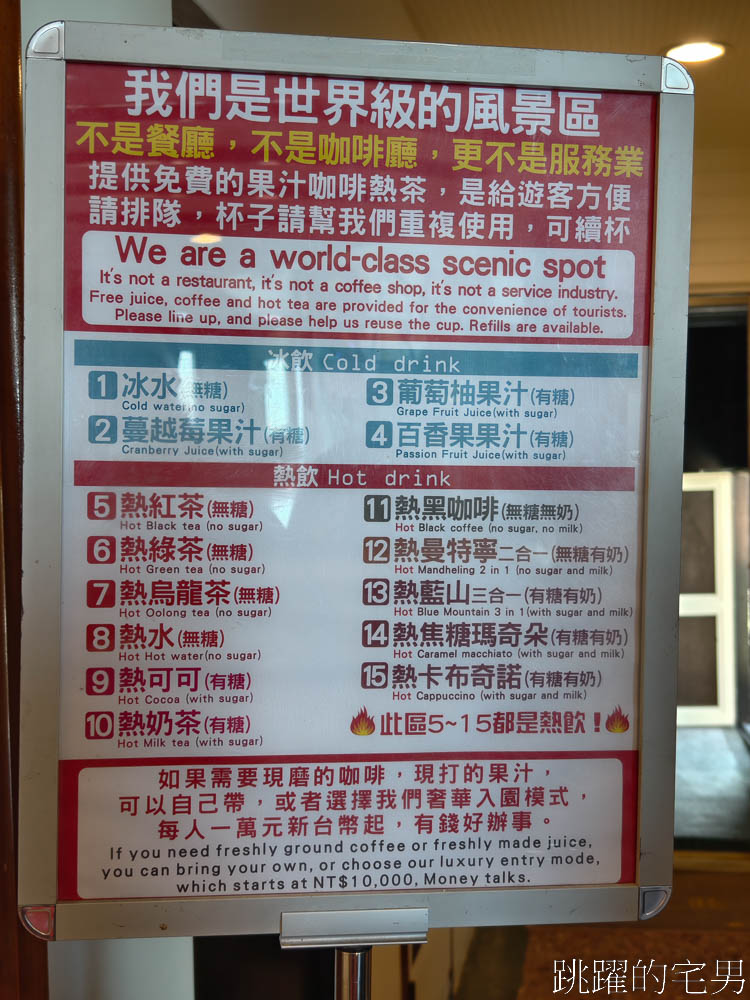 我們是世界級的風景區
不是餐廳，不是咖啡廳，更不是服務業
提供免費的果汁咖啡熱茶，是給遊客方便
請排隊，杯子請幫我們重複使用，可續杯
We are a world-class scenic spot
It's not a restaurant, it's not a coffee shop, it's not a service industry.
Free juice, coffee and hot tea are provided for the convenience of tourists.
Please line up, and please help us reuse the cup. Refills are available.
冰飲 Cold drink
1 冰水(無糖)
Cold water(no sugar)
2 蔓越莓果汁(有糖)
Cranberry Juice(with sugar)
3 葡萄柚果汁(有糖)
Grape Fruit Juice(with sugar)
4 百香果果汁(有糖)
Passion Fruit Juice(with sugar)
熱飲 Hot drink
5 熱紅茶(無糖)
Hot Black tea (no sugar)
6 熱綠茶(無糖)
Hot Green tea (no sugar)
7 熱烏龍茶(無糖)
Hot Oolong tea (no sugar)
8 熱水(無糖)
Hot Hot water(no sugar)
9 熱可可(有糖)
Hot Cocoa (with sugar)
10 熱奶茶(有糖)
Hot Milk tea (with sugar)
11 熱黑咖啡(無糖無奶)
Hot Black coffee (no sugar, no milk)
12 熱曼特寧二合一(無糖有奶)
Hot Mandheling 2 in 1 (no sugar and milk)
13 熱藍山三合一(有糖有奶)
Hot Blue Mountain 3 in 1(with sugar and milk)
14 熱焦糖瑪奇朵(有糖有奶)
Hot Caramel macchiato (with sugar and milk)
15 熱卡布奇諾(有糖有奶)
Hot Cappuccino (with sugar and milk)
此區5~15都是熱飲！
如果需要現磨的咖啡，現打的果汁，
可以自己帶，或者選擇我們奢華入園模式，
每人一萬元新台幣起，有錢好辦事。
If you need freshly ground coffee or freshly made juice,
you can bring your own, or choose our luxury entry mode,
which starts at NT$10,000, Money talks.
跳躍的宅男